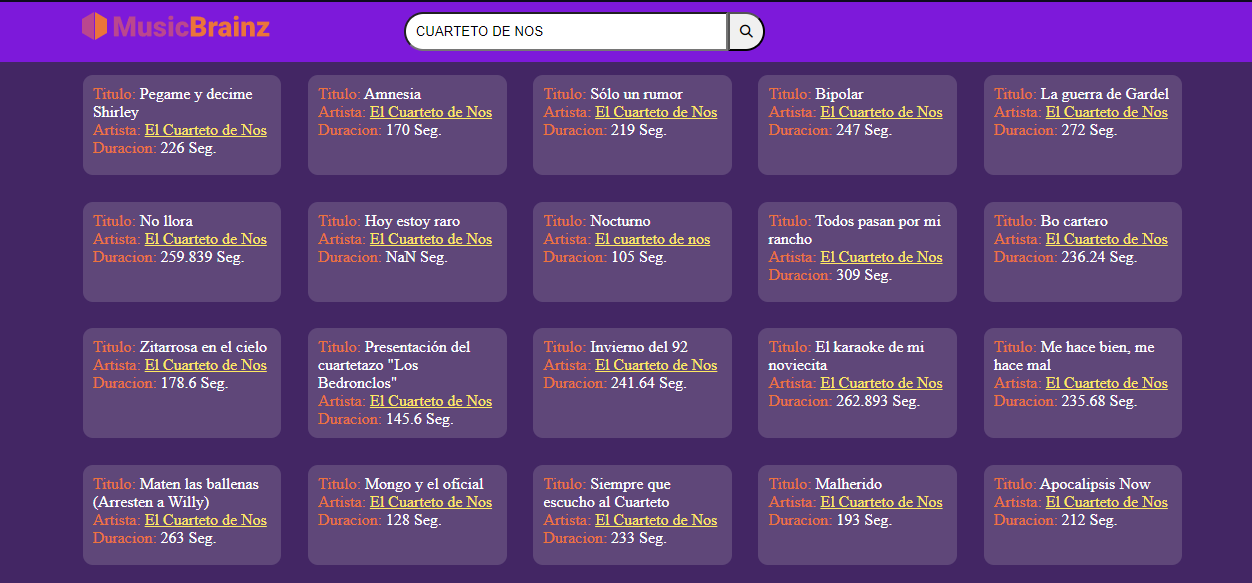 MusicBrainz
CUARTETO DE NOS
Titulo: Pegame y decime
Shirley
Artista: El Cuarteto de Nos
Duracion: 226 Seg.
Titulo: Amnesia
Artista: El Cuarteto de Nos
Duracion: 170 Seg.
Titulo: Sólo un rumor
Artista: El Cuarteto de Nos
Duracion: 219 Seg.
Titulo: Bipolar
Artista: El Cuarteto de Nos
Duracion: 247 Seg.
Titulo: La guerra de Gardel
Artista: El Cuarteto de Nos
Duracion: 272 Seg.
Titulo: No llora
Artista: El Cuarteto de Nos
Duracion: 259.839 Seg.
Titulo: Hoy estoy raro
Artista: El Cuarteto de Nos
Duracion: NaN Seg.
Titulo: Nocturno
Artista: El cuarteto de nos
Duracion: 105 Seg.
Titulo: Todos pasan por mi
rancho
Artista: El Cuarteto de Nos
Duracion: 309 Seg.
Titulo: Bo cartero
Artista: El Cuarteto de Nos
Duracion: 236.24 Seg.
Titulo: Zitarrosa en el cielo
Artista: El Cuarteto de Nos
Duracion: 178.6 Seg.
Titulo: Presentación del
cuartetazo "Los
Bedronclos"
Artista: El Cuarteto de Nos
Duracion: 145.6 Seg.
Titulo: Invierno del 92
Artista: El Cuarteto de Nos
Duracion: 241.64 Seg.
Titulo: El karaoke de mi
noviecita
Artista: El Cuarteto de Nos
Duracion: 262.893 Seg.
Titulo: Me hace bien, me
hace mal
Artista: El Cuarteto de Nos
Duracion: 235.68 Seg.
Titulo: Maten las ballenas
(Arresten a Willy)
Artista: El Cuarteto de Nos
Duracion: 263 Seg.
Titulo: Mongo y el oficial
Artista: El Cuarteto de Nos
Duracion: 128 Seg.
Titulo: Siempre que
escucho al Cuarteto
Artista: El Cuarteto de Nos
Duracion: 233 Seg.
Titulo: Malherido
Artista: El Cuarteto de Nos
Duracion: 193 Seg.
Titulo: Apocalipsis Now
Artista: El Cuarteto de Nos
Duracion: 212 Seg.